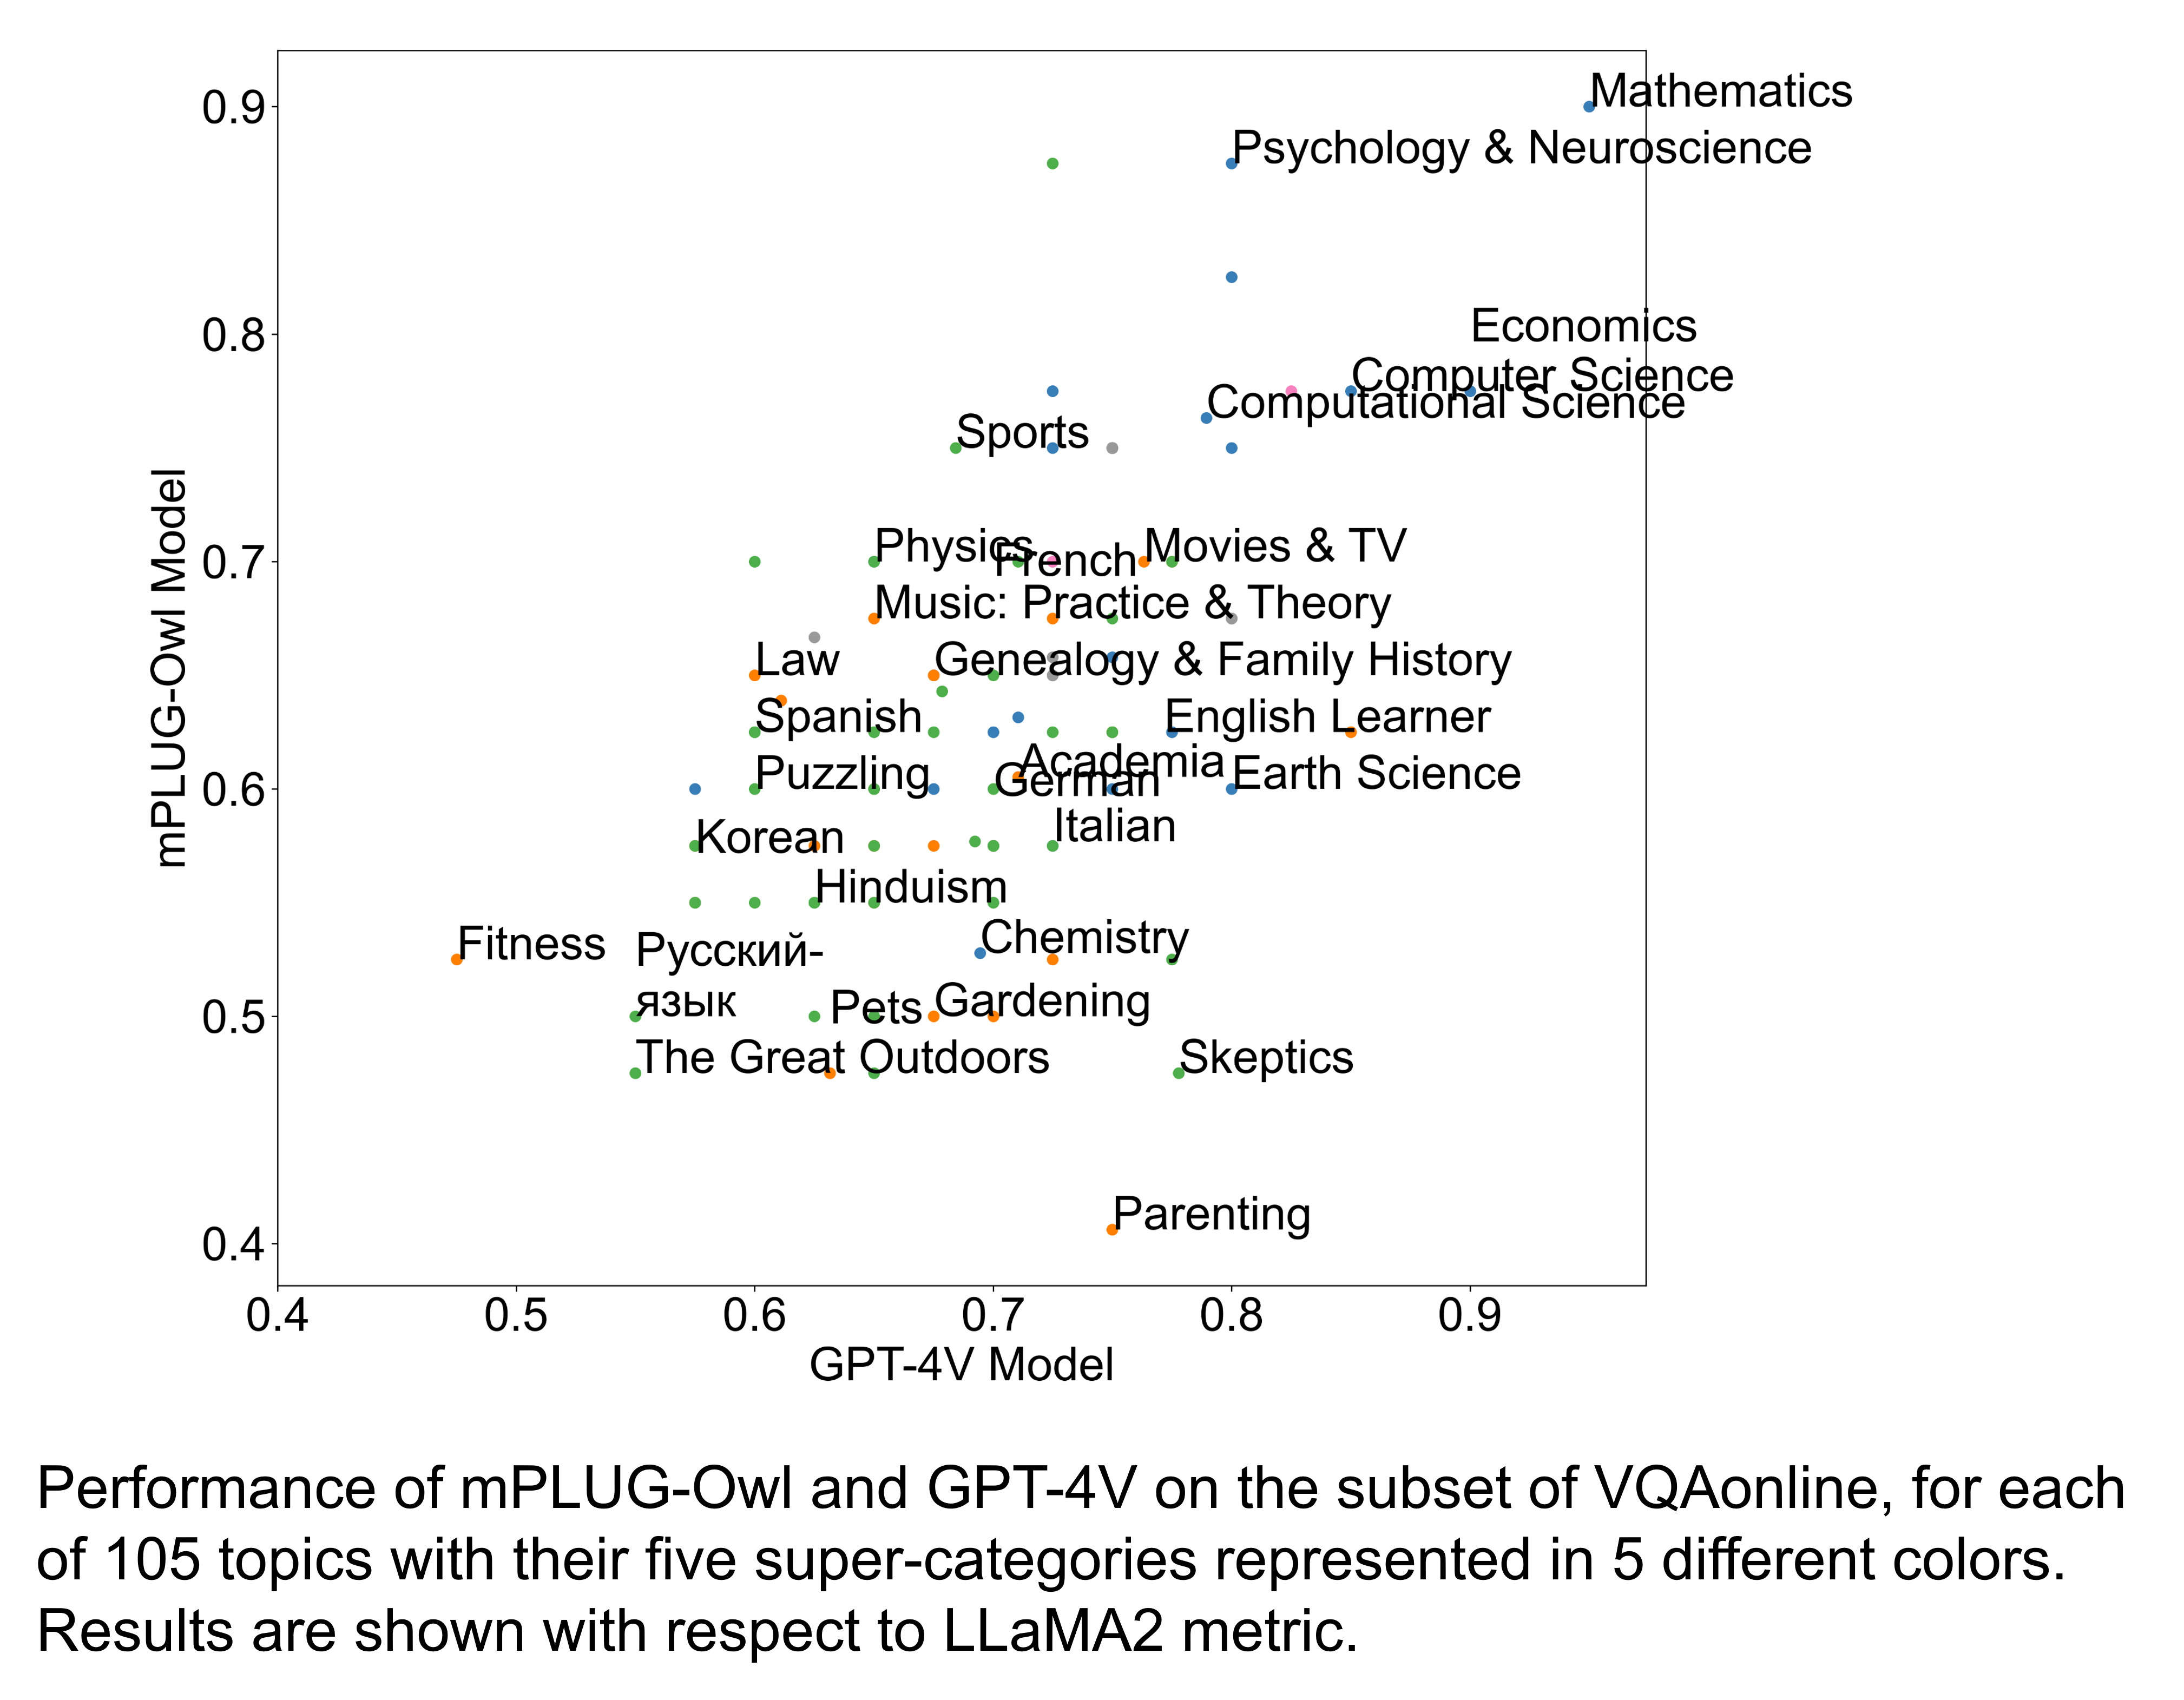 0.9
0.8
0.7
0.6
0.5
0.4
mPLUG-Owl Model
Mathematics
Psychology & Neuroscience
Economics
Computer Science
Computational Science
Sports
Physics
French
Movies & TV
Music: Practice & Theory
Law
Genealogy & Family History
Spanish
English Learner
Academia
Puzzling
German
Earth Science
Korean
Italian
Hinduism
Fitness
Русский-
язык
Chemistry
Pets
Gardening
The Great Outdoors
Skeptics
Parenting
0.4
0.5
0.6
0.7
0.8
0.9
GPT-4V Model
Performance of mPLUG-Owl and GPT-4V on the subset of VQAonline, for each
of 105 topics with their five super-categories represented in 5 different colors.
Results are shown with respect to LLaMA2 metric.